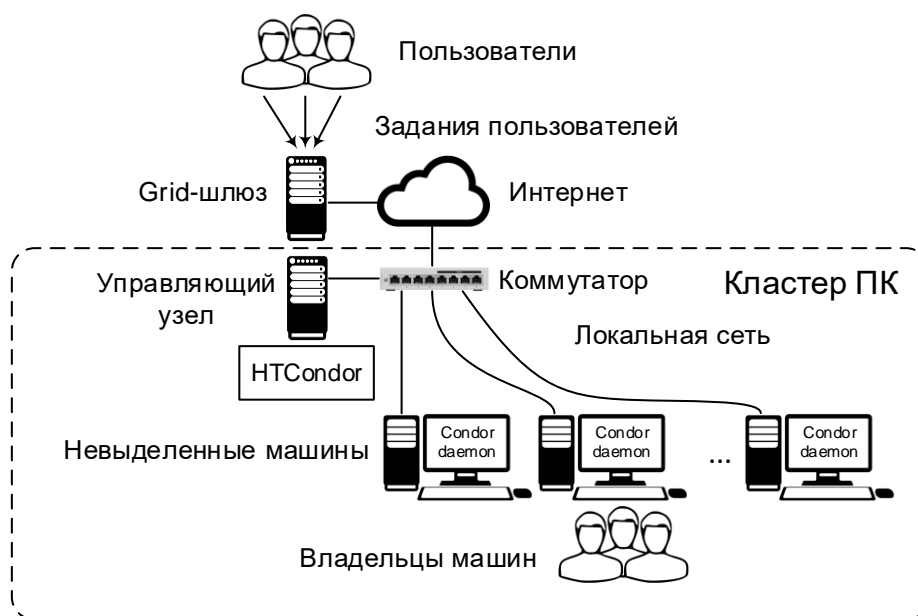 Пользователи
Задания пользователей
Grid-шлюз
Интернет
Управляющий
узел
Коммутатор
Кластер ПК
Локальная сеть
HTCondor
Невыделенные машины
Condor
daemon
Condor
daemon
...
Condor
daemon
Владельцы машин